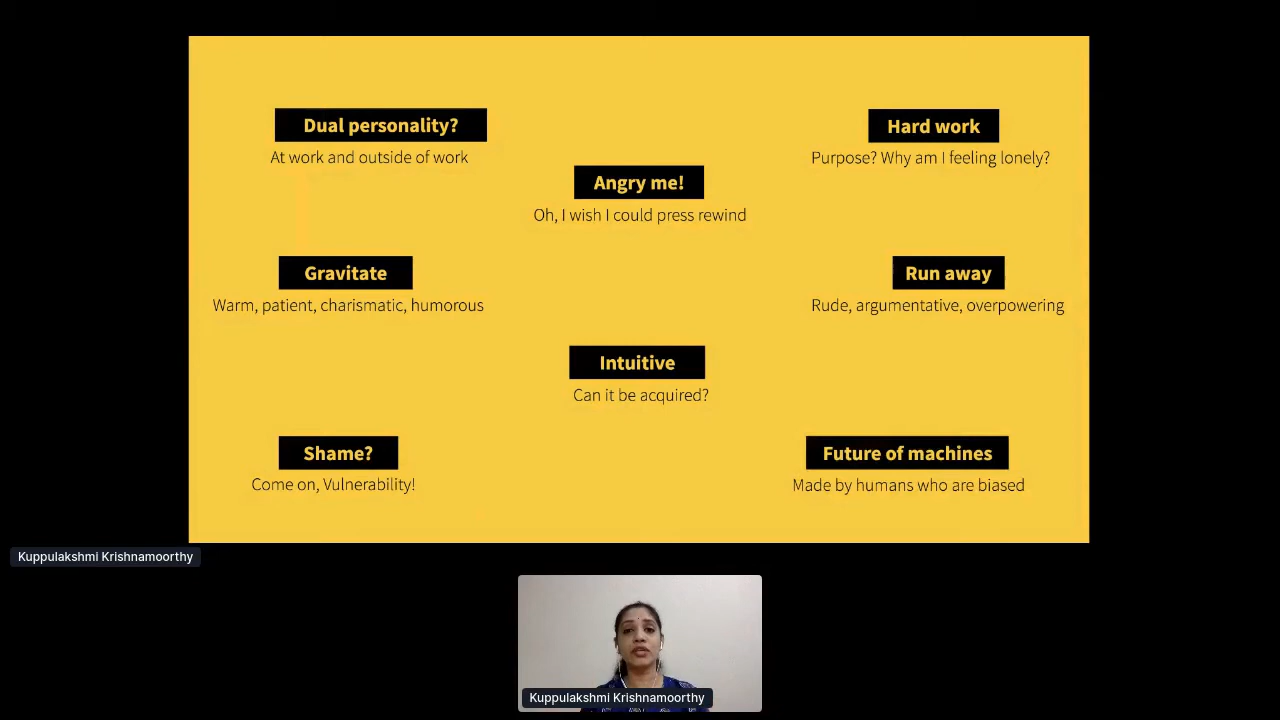 Dual personality?
At work and outside of work
Hard work
Purpose? Why am I feeling lonely?
Angry me!
Oh, I wish I could press rewind
Gravitate
Warm, patient, charismatic, humorous
Run away
Rude, argumentative, overpowering
Intuitive
Can it be acquired?
Shame?
Come on, Vulnerability!
Future of machines
Made by humans who are biased
Kuppulakshmi Krishnamoorthy
Kuppulakshmi Krishnamoorthy